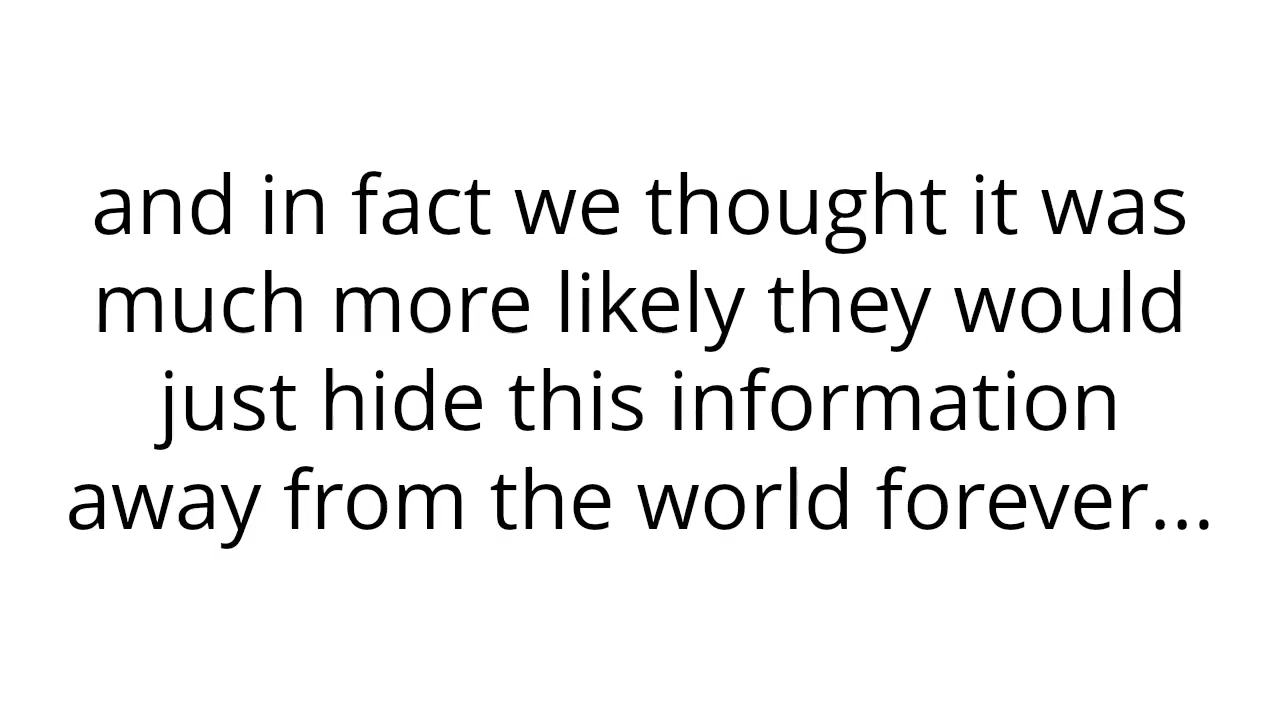 and in fact we thought it was
much more likely they would
just hide this information
away from the world forever...